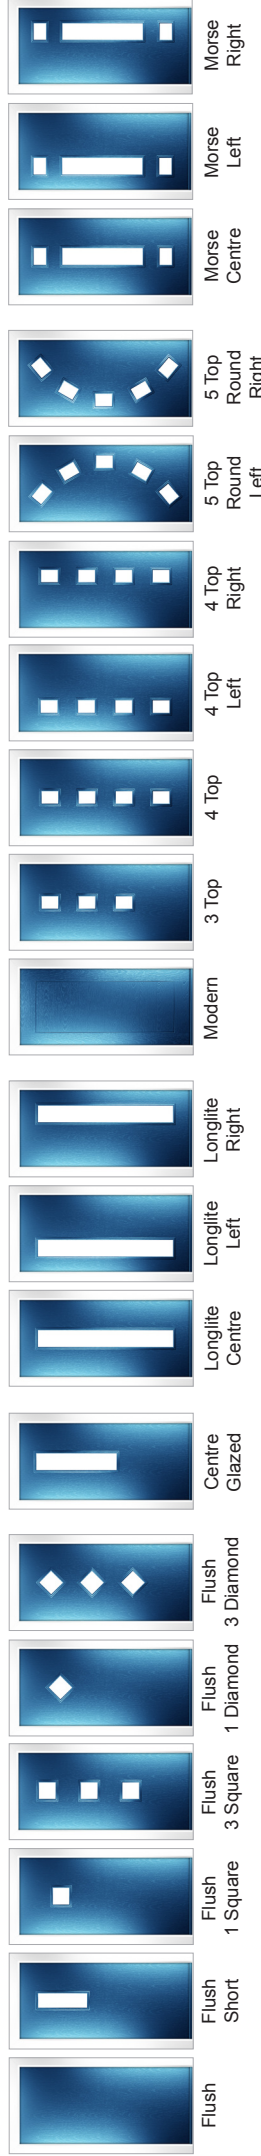 Flush
Flush
Short
Flush
1 Square
Flush
3 Square
Flush
1 Diamond
Flush
3 Diamond
Centre
Glazed
Longlite
Centre
Longlite
Left
Longlite
Right
Modern
3 Top
4 Top
4 Top
Left
4 Top
Right
5 Top
Round
Left
5 Top
Round
Right
Morse
Centre
Morse
Left
Morse
Right